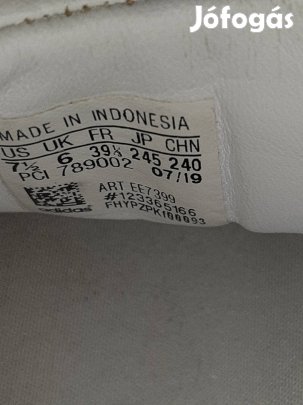 Jófogás
MADE IN INDONESIA
US UK FR JP CHN
7½ 6 39⅓ 245 240
PCI 789002 07/19
ART EE7399
#123365166
FHYPZPK100093
adidas